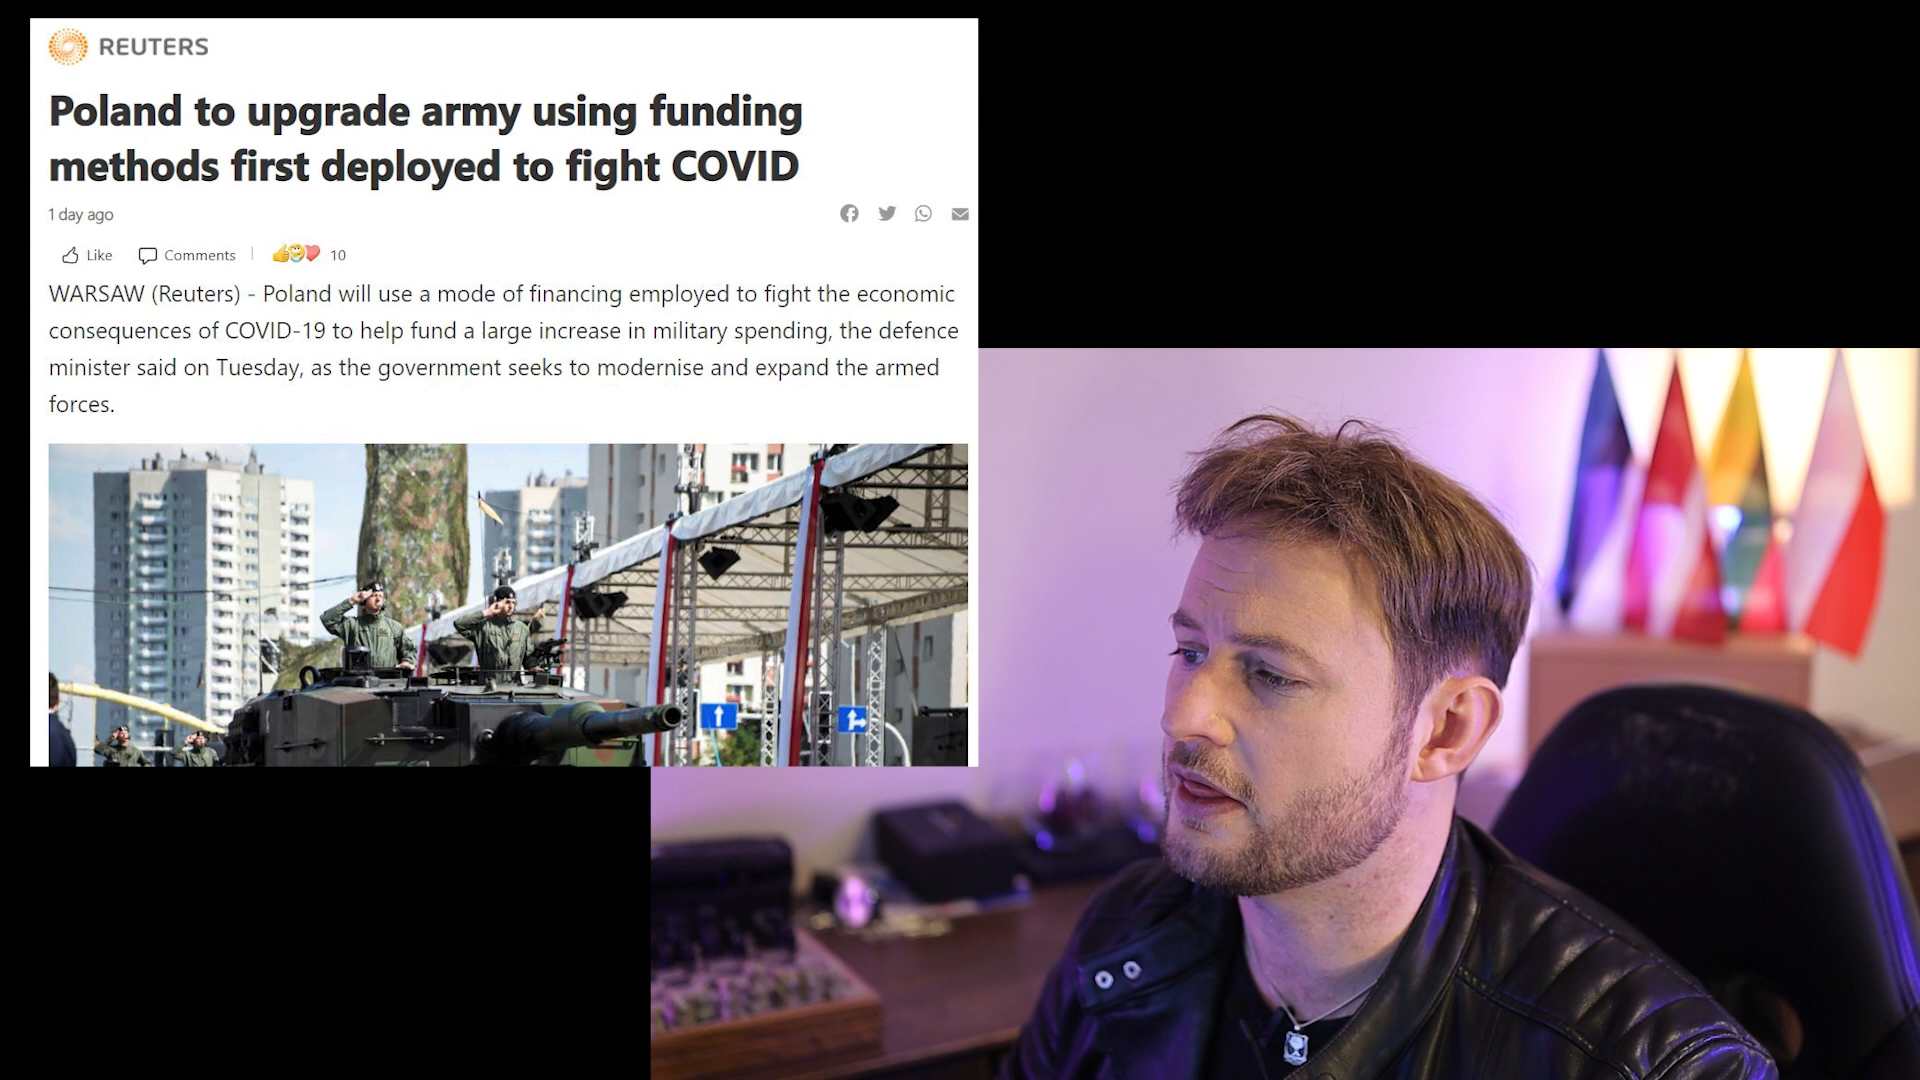 REUTERS
Poland to upgrade army using funding
methods first deployed to fight COVID
1 day ago
Like Comments 10
WARSAW (Reuters) - Poland will use a mode of financing employed to fight the economic
consequences of COVID-19 to help fund a large increase in military spending, the defence
minister said on Tuesday, as the government seeks to modernise and expand the armed
forces.